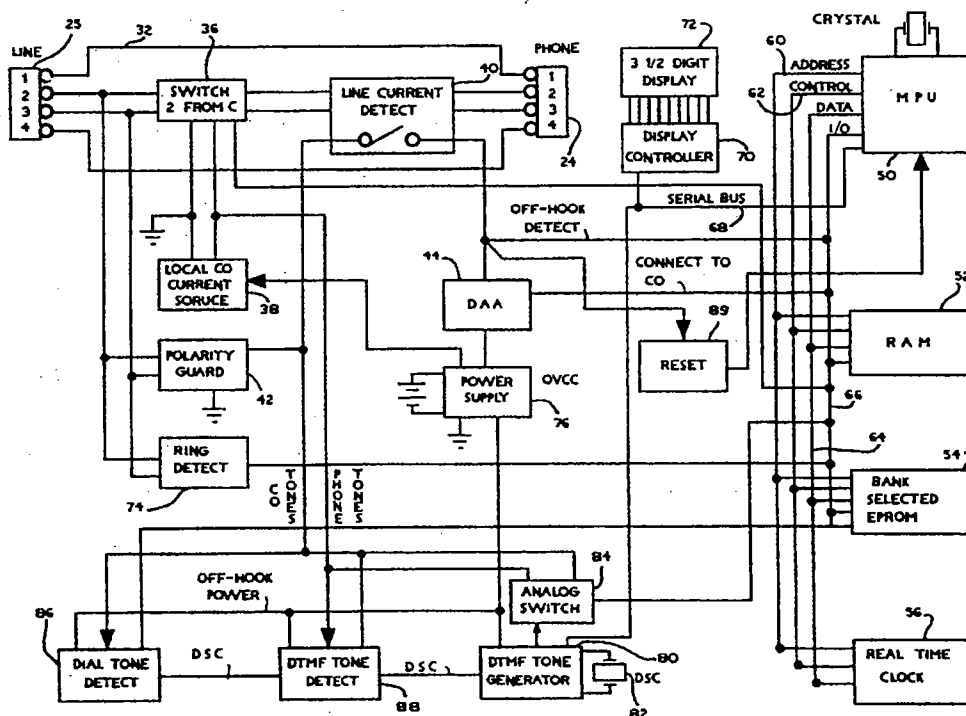 CRYSTAL
25
LINE
32
36
PHONE
72
60
ADDRESS
1
2
3
4
SWITCH
2 FROM C
40
LINE CURRENT
DETECT
1
2
3
4
24
3 1/2 DIGIT
DISPLAY
DISPLAY
CONTROLLER
70
62
CONTROL
DATA
I/O
MPU
50
SERIAL BUS
68
OFF-HOOK
DETECT
CONNECT TO
CO
LOCAL CO
CURRENT
SORUCE
38
44
DAA
89
RESET
52
RAM
POLARITY
GUARD
42
POWER
SUPPLY
OVCC
76
66
64
RING
DETECT
74
CO
TONES
PHONE
TONES
54
BANK
SELECTED
EPROM
OFF-HOOK
POWER
84
ANALOG
SWITCH
86
DIAL TONE
DETECT
DSC
DTMF TONE
DETECT
88
DSC
DTMF TONE
GENERATOR
80
DSC
82
56
REAL TIME
CLOCK